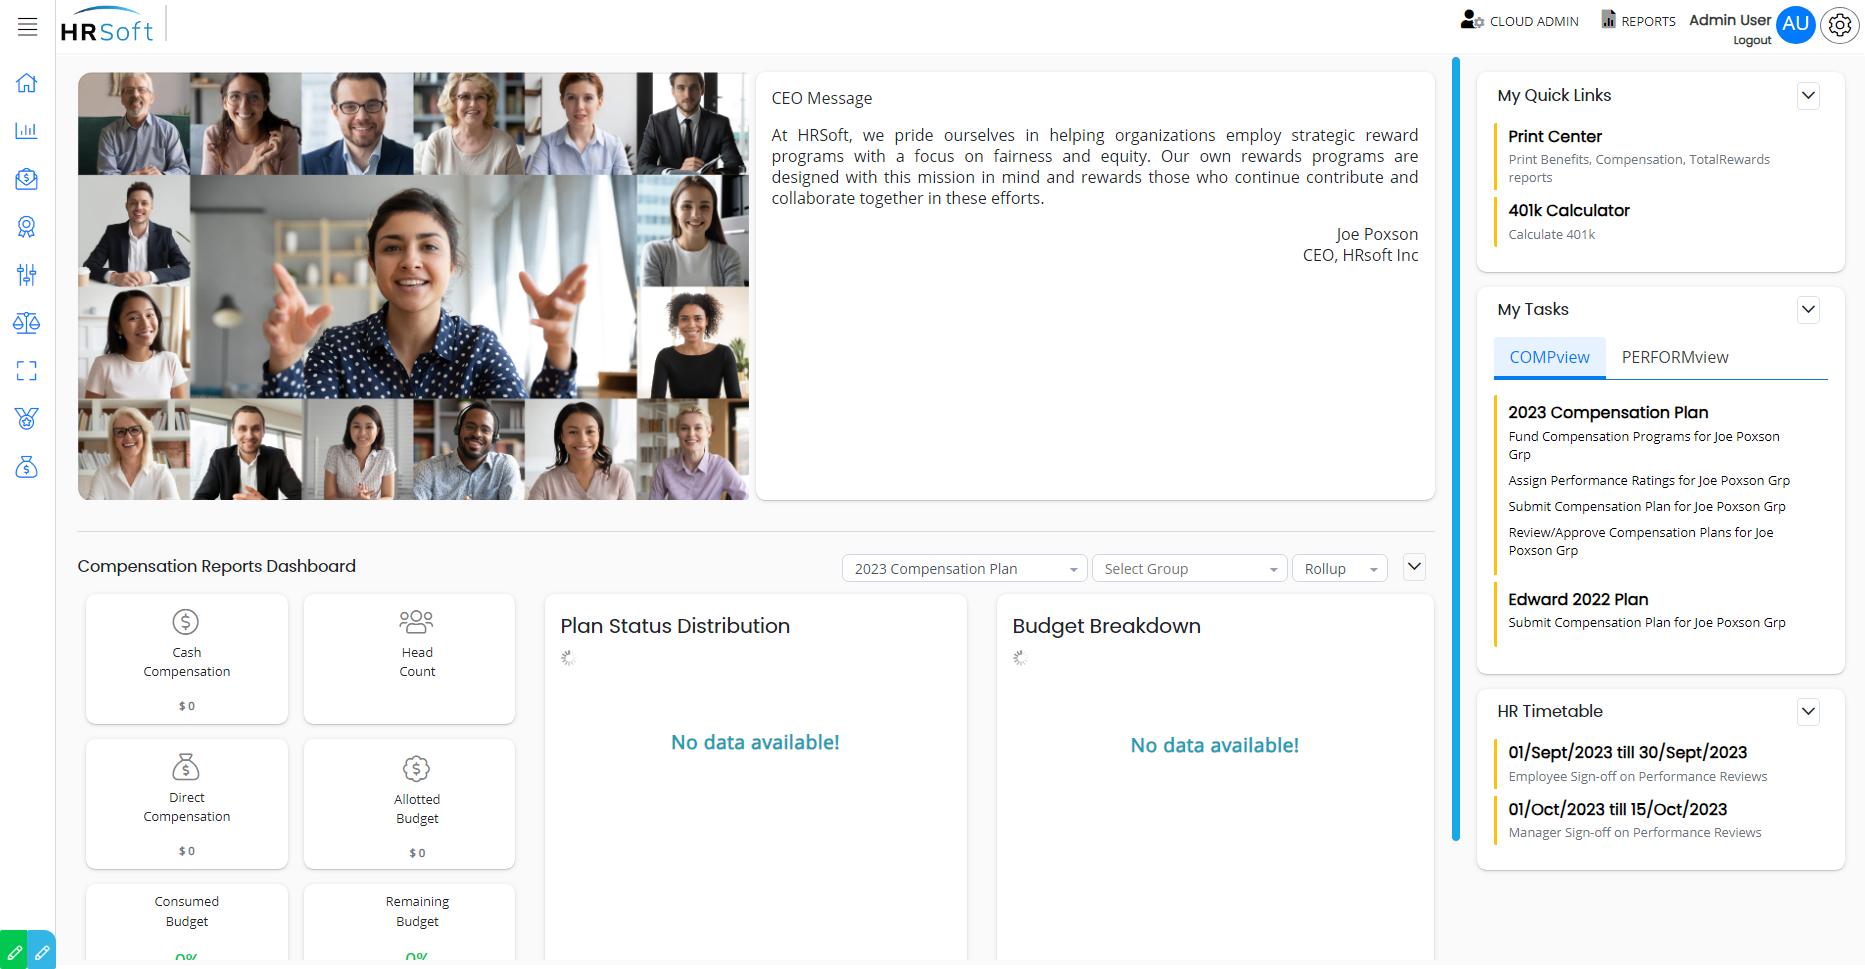 HRSoft
CLOUD ADMIN
REPORTS
Admin User
Logout
AU
CEO Message
At HRSoft, we pride ourselves in helping organizations employ strategic reward
programs with a focus on fairness and equity. Our own rewards programs are
designed with this mission in mind and rewards those who continue contribute and
collaborate together in these efforts.
Joe Poxson
CEO, HRsoft Inc
My Quick Links
Print Center
Print Benefits, Compensation, TotalRewards
reports
401k Calculator
Calculate 401k
My Tasks
COMPview
PERFORMview
2023 Compensation Plan
Fund Compensation Programs for Joe Poxson
Grp
Assign Performance Ratings for Joe Poxson Grp
Submit Compensation Plan for Joe Poxson Grp
Review/Approve Compensation Plans for Joe
Poxson Grp
Edward 2022 Plan
Submit Compensation Plan for Joe Poxson Grp
HR Timetable
01/Sept/2023 till 30/Sept/2023
Employee Sign-off on Performance Reviews
01/Oct/2023 till 15/Oct/2023
Manager Sign-off on Performance Reviews
Compensation Reports Dashboard
2023 Compensation Plan
Select Group
Rollup
Cash
Compensation
$ 0
Head
Count
Direct
Compensation
$ 0
Allotted
Budget
$ 0
Consumed
Budget
0%
Remaining
Budget
0%
Plan Status Distribution
No data available!
Budget Breakdown
No data available!